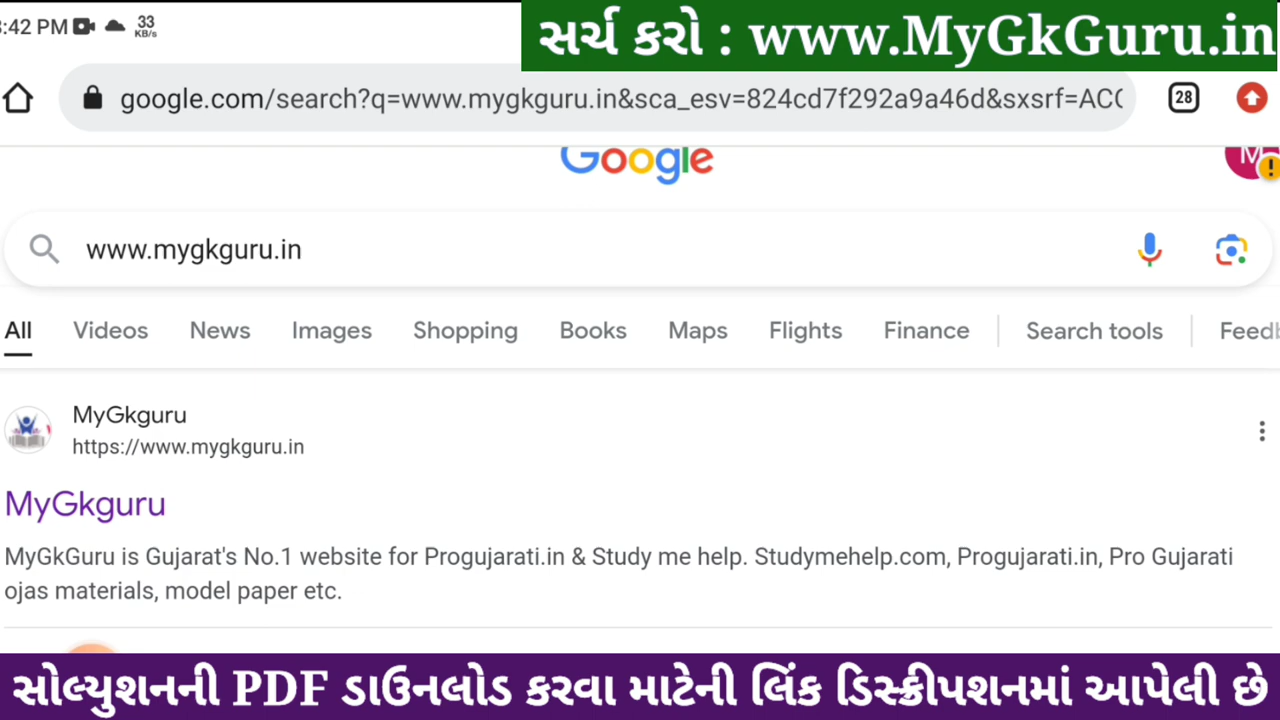 :42 PM 33 KB/s
સર્ચ કરો : www.MyGkGuru.in
google.com/search?q=www.mygkguru.in&sca_esv=824cd7f292a9a46d&sxsrf=AC
28
Google
M
www.mygkguru.in
All Videos News Images Shopping Books Maps Flights Finance Search tools Feedb
MyGkguru
https://www.mygkguru.in
MyGkguru
MyGkGuru is Gujarat's No.1 website for Progujarati.in & Study me help. Studymehelp.com, Progujarati.in, Pro Gujarati
ojas materials, model paper etc.
સોલ્યુશનની PDF ડાઉનલોડ કરવા માટેની લિંક ડિસ્ક્રીપશનમાં આપેલી છે